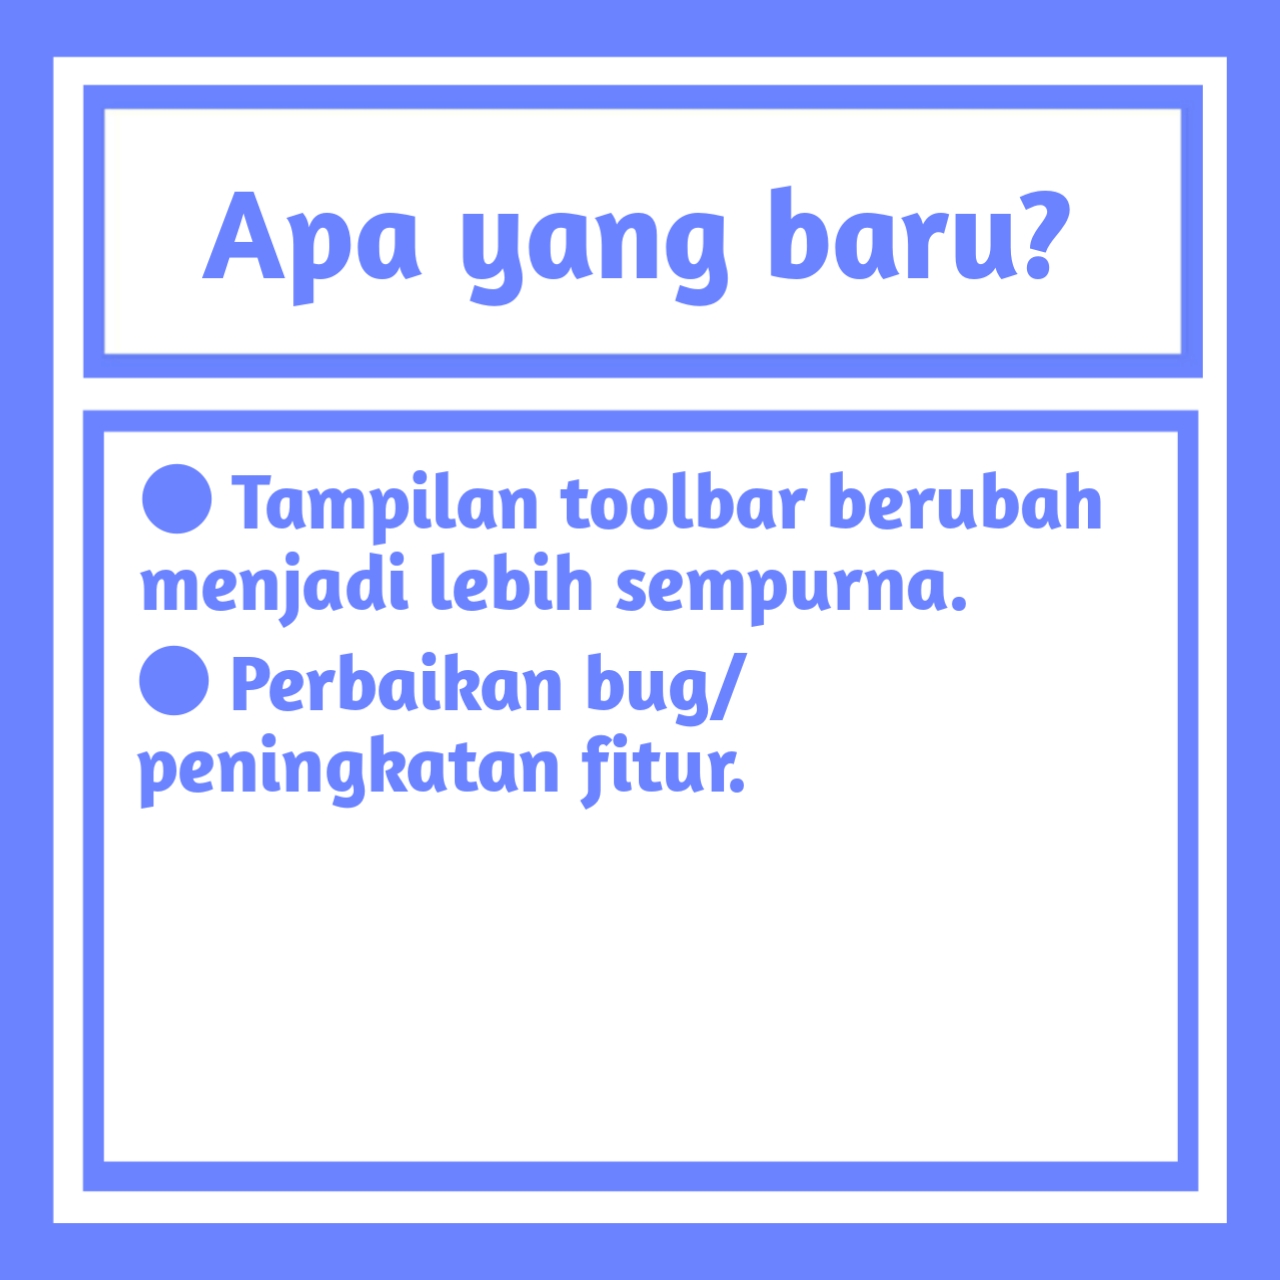 Apa yang baru?
● Tampilan toolbar berubah
menjadi lebih sempurna.
● Perbaikan bug/
peningkatan fitur.